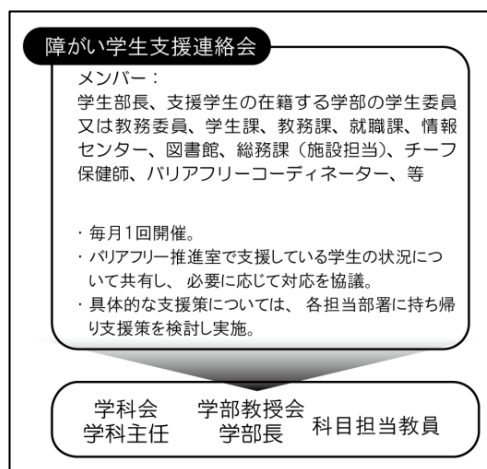 障がい学生支援連絡会
メンバー：
学生部長、支援学生の在籍する学部の学生委員
又は教務委員、学生課、教務課、就職課、情報
センター、図書館、総務課（施設担当）、チーフ
保健師、バリアフリーコーディネーター、等
・毎月1回開催。
・バリアフリー推進室で支援している学生の状況につ
いて共有し、必要に応じて対応を協議。
・具体的な支援策については、各担当部署に持ち帰
り支援策を検討し実施。
学科会 学部教授会 科目担当教員
学科主任 学部長